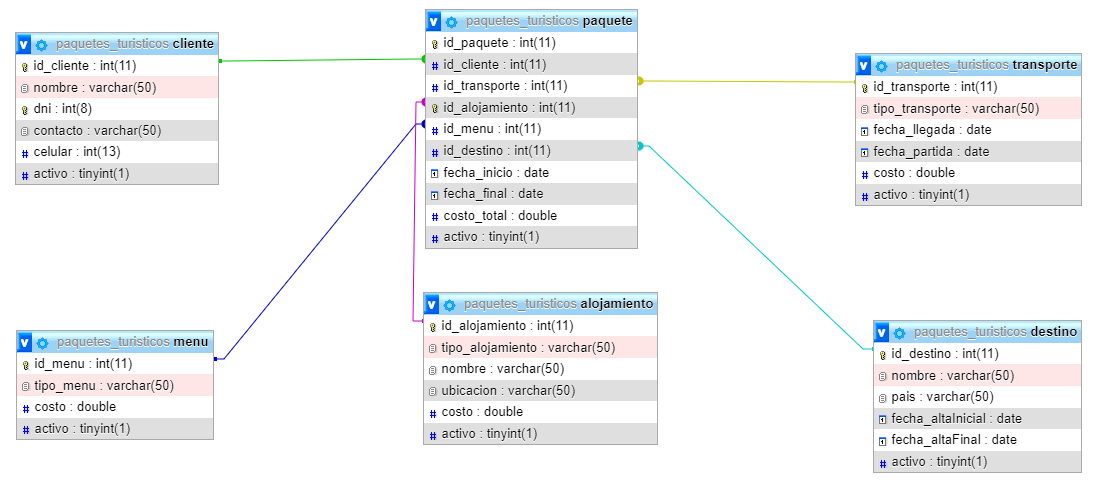 paquetes_turisticos cliente
id_cliente : int(11)
nombre : varchar(50)
dni : int(8)
contacto : varchar(50)
celular : int(13)
activo : tinyint(1)
paquetes_turisticos paquete
id_paquete : int(11)
id_cliente : int(11)
id_transporte : int(11)
id_alojamiento : int(11)
id_menu : int(11)
id_destino : int(11)
fecha_inicio : date
fecha_final : date
costo_total : double
activo : tinyint(1)
paquetes_turisticos transporte
id_transporte : int(11)
tipo_transporte : varchar(50)
fecha_llegada : date
fecha_partida : date
costo : double
activo : tinyint(1)
paquetes_turisticos menu
id_menu : int(11)
tipo_menu : varchar(50)
costo : double
activo : tinyint(1)
paquetes_turisticos alojamiento
id_alojamiento : int(11)
tipo_alojamiento : varchar(50)
nombre : varchar(50)
ubicacion : varchar(50)
costo : double
activo : tinyint(1)
paquetes_turisticos destino
id_destino : int(11)
nombre : varchar(50)
pais : varchar(50)
fecha_altaInicial : date
fecha_altaFinal : date
activo : tinyint(1)